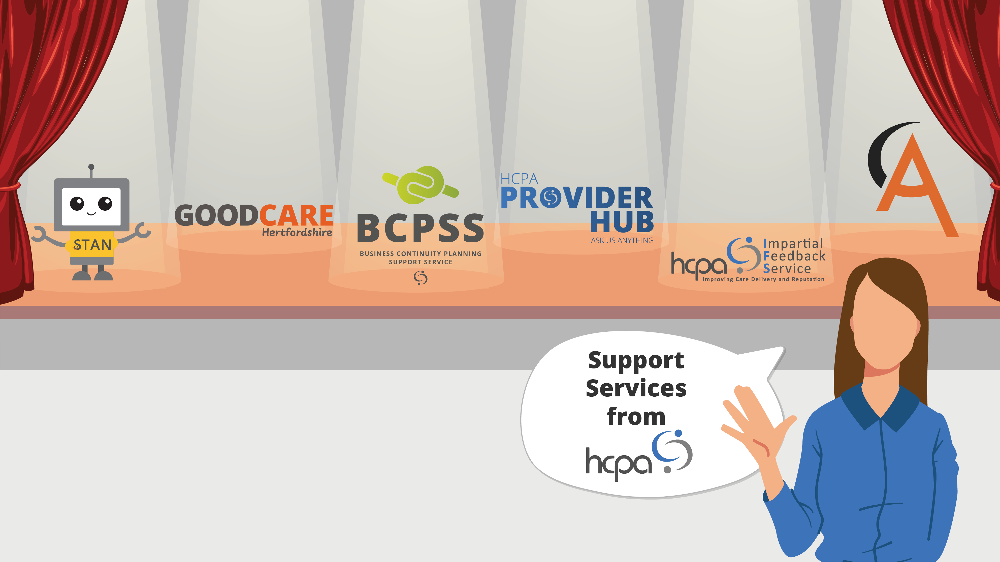 STAN
GOODCARE
Hertfordshire
BCPSS
BUSINESS CONTINUITY PLANNING
SUPPORT SERVICE
HCPA
PROVIDER
HUB
ASK US ANYTHING
hcpa
Impartial
Feedback
Service
Improving Care Delivery and Reputation
A
Support
Services
from
hcpa